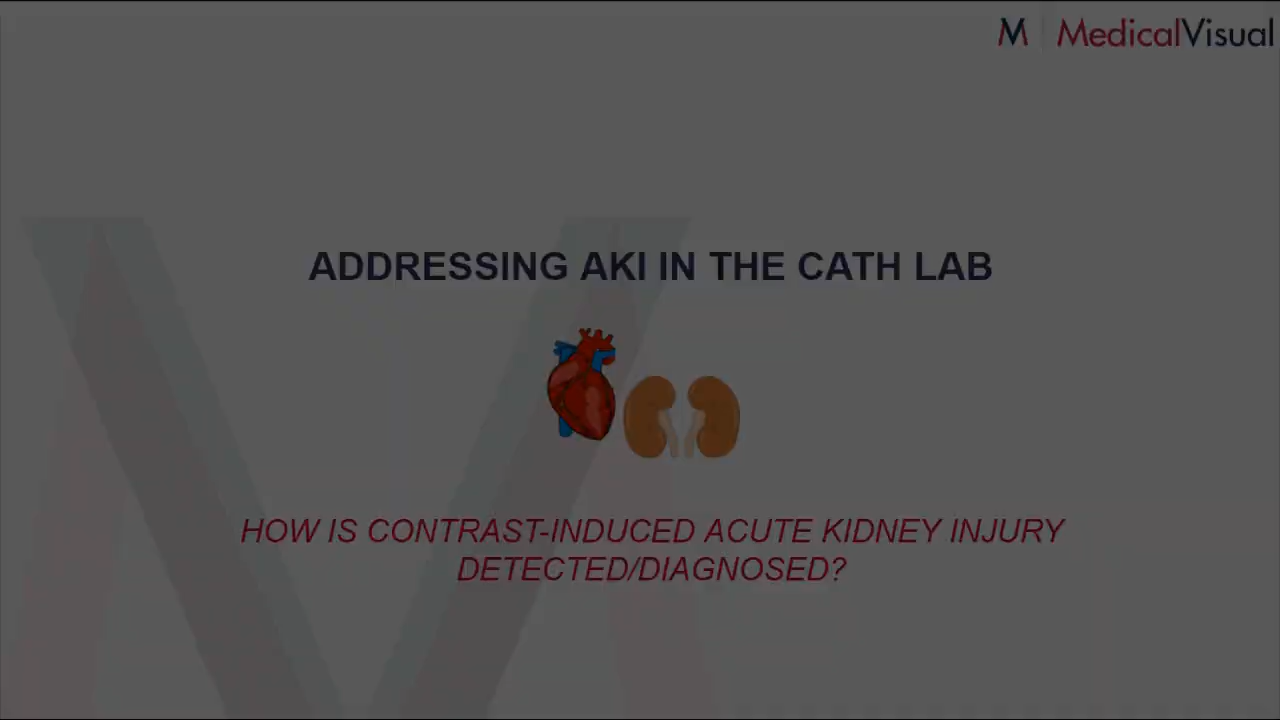 M | MedicalVisual
ADDRESSING AKI IN THE CATH LAB
HOW IS CONTRAST-INDUCED ACUTE KIDNEY INJURY
DETECTED/DIAGNOSED?